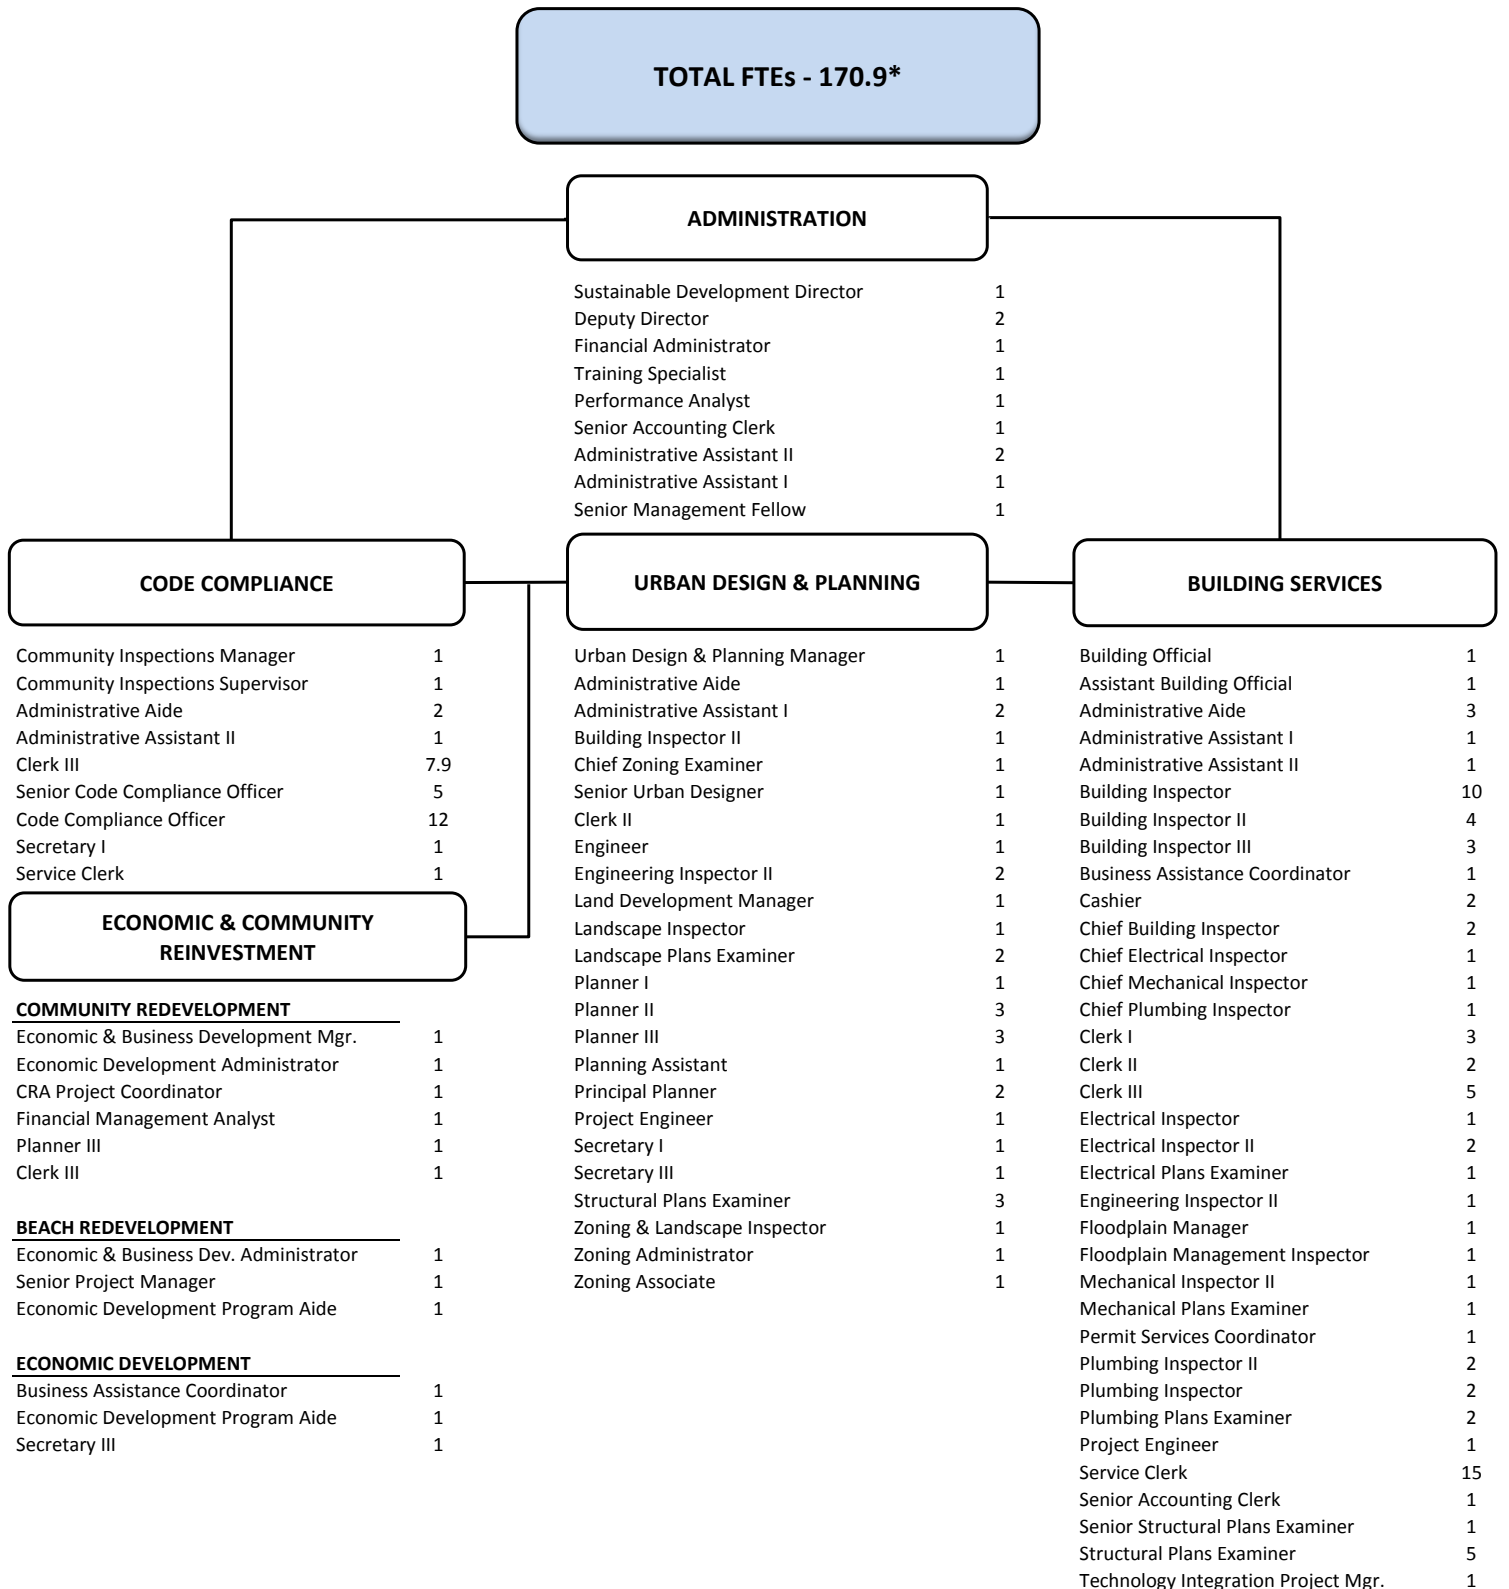 TOTAL FTEs - 170.9*
ADMINISTRATION
Sustainable Development Director 1
Deputy Director 2
Financial Administrator 1
Training Specialist 1
Performance Analyst 1
Senior Accounting Clerk 1
Administrative Assistant II 2
Administrative Assistant I 1
Senior Management Fellow 1
CODE COMPLIANCE
Community Inspections Manager 1
Community Inspections Supervisor 1
Administrative Aide 2
Administrative Assistant II 1
Clerk III 7.9
Senior Code Compliance Officer 5
Code Compliance Officer 12
Secretary I 1
Service Clerk 1
ECONOMIC & COMMUNITY
REINVESTMENT
COMMUNITY REDEVELOPMENT
Economic & Business Development Mgr. 1
Economic Development Administrator 1
CRA Project Coordinator 1
Financial Management Analyst 1
Planner III 1
Clerk III 1
BEACH REDEVELOPMENT
Economic & Business Dev. Administrator 1
Senior Project Manager 1
Economic Development Program Aide 1
ECONOMIC DEVELOPMENT
Business Assistance Coordinator 1
Economic Development Program Aide 1
Secretary III 1
URBAN DESIGN & PLANNING
Urban Design & Planning Manager 1
Administrative Aide 1
Administrative Assistant I 2
Building Inspector II 1
Chief Zoning Examiner 1
Senior Urban Designer 1
Clerk II 1
Engineer 1
Engineering Inspector II 2
Land Development Manager 1
Landscape Inspector 1
Landscape Plans Examiner 2
Planner I 1
Planner II 3
Planner III 3
Planning Assistant 1
Principal Planner 2
Project Engineer 1
Secretary I 1
Secretary III 1
Structural Plans Examiner 3
Zoning & Landscape Inspector 1
Zoning Administrator 1
Zoning Associate 1
BUILDING SERVICES
Building Official 1
Assistant Building Official 1
Administrative Aide 3
Administrative Assistant I 1
Administrative Assistant II 1
Building Inspector 10
Building Inspector II 4
Building Inspector III 3
Business Assistance Coordinator 1
Cashier 2
Chief Building Inspector 2
Chief Electrical Inspector 1
Chief Mechanical Inspector 1
Chief Plumbing Inspector 1
Clerk I 3
Clerk II 2
Clerk III 5
Electrical Inspector 1
Electrical Inspector II 2
Electrical Plans Examiner 1
Engineering Inspector II 1
Floodplain Manager 1
Floodplain Management Inspector 1
Mechanical Inspector II 1
Mechanical Plans Examiner 1
Permit Services Coordinator 1
Plumbing Inspector II 2
Plumbing Inspector 2
Plumbing Plans Examiner 2
Project Engineer 1
Service Clerk 15
Senior Accounting Clerk 1
Senior Structural Plans Examiner 1
Structural Plans Examiner 5
Technology Integration Project Mgr. 1